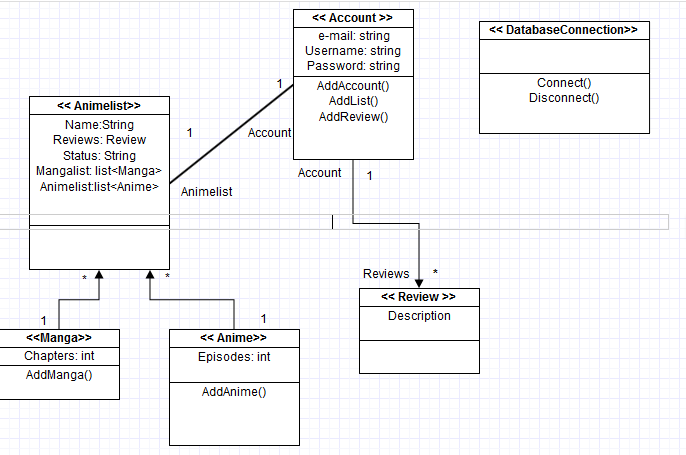 << Account >>
e-mail: string
Username: string
Password: string
AddAccount()
AddList()
AddReview()
<< DatabaseConnection>>
Connect()
Disconnect()
<< Animelist>>
Name:String
Reviews: Review
Status: String
Mangalist: list<Manga>
Animelist:list<Anime>
1
1
Account
Animelist
Account
1
Reviews
*
<< Review >>
Description
*
*
1
1
<<Manga>>
Chapters: int
AddManga()
<< Anime>>
Episodes: int
AddAnime()